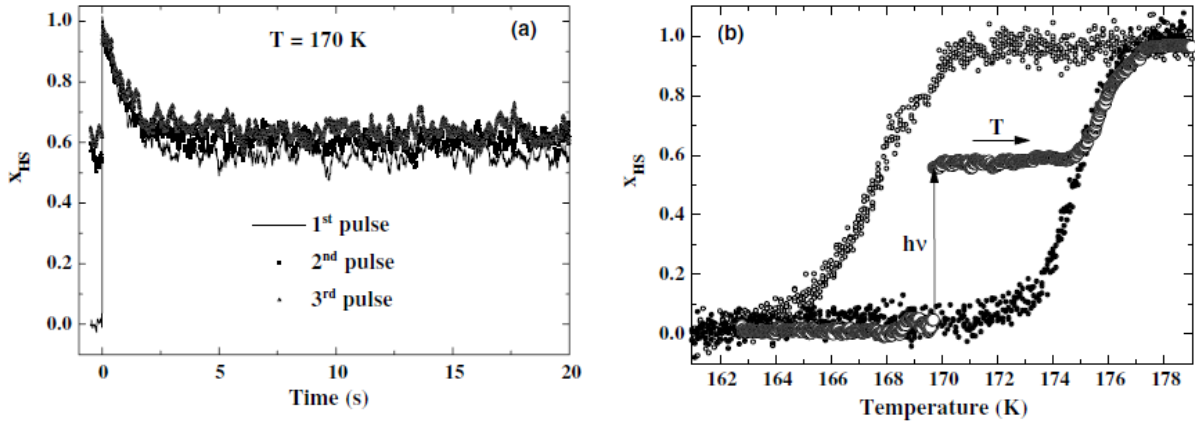 (a)
T = 170 K
X_HS
1.0
0.8
0.6
0.4
0.2
0.0
1st pulse
2nd pulse
3rd pulse
0 5 10 15 20
Time (s)
(b)
X_HS
1.0
0.8
0.6
0.4
0.2
0.0
T
hν
162 164 166 168 170 172 174 176 178
Temperature (K)